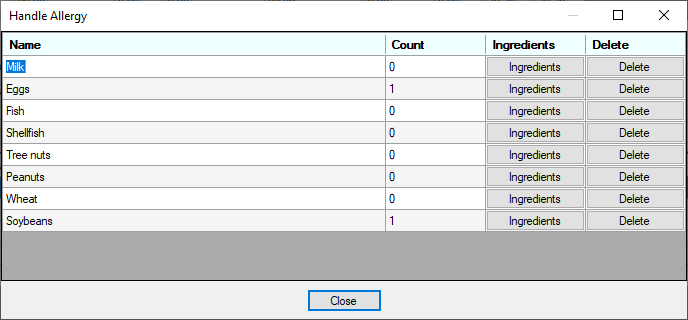 Handle Allergy
Name Count Ingredients Delete
Milk 0 Ingredients Delete
Eggs 1 Ingredients Delete
Fish 0 Ingredients Delete
Shellfish 0 Ingredients Delete
Tree nuts 0 Ingredients Delete
Peanuts 0 Ingredients Delete
Wheat 0 Ingredients Delete
Soybeans 1 Ingredients Delete
Close